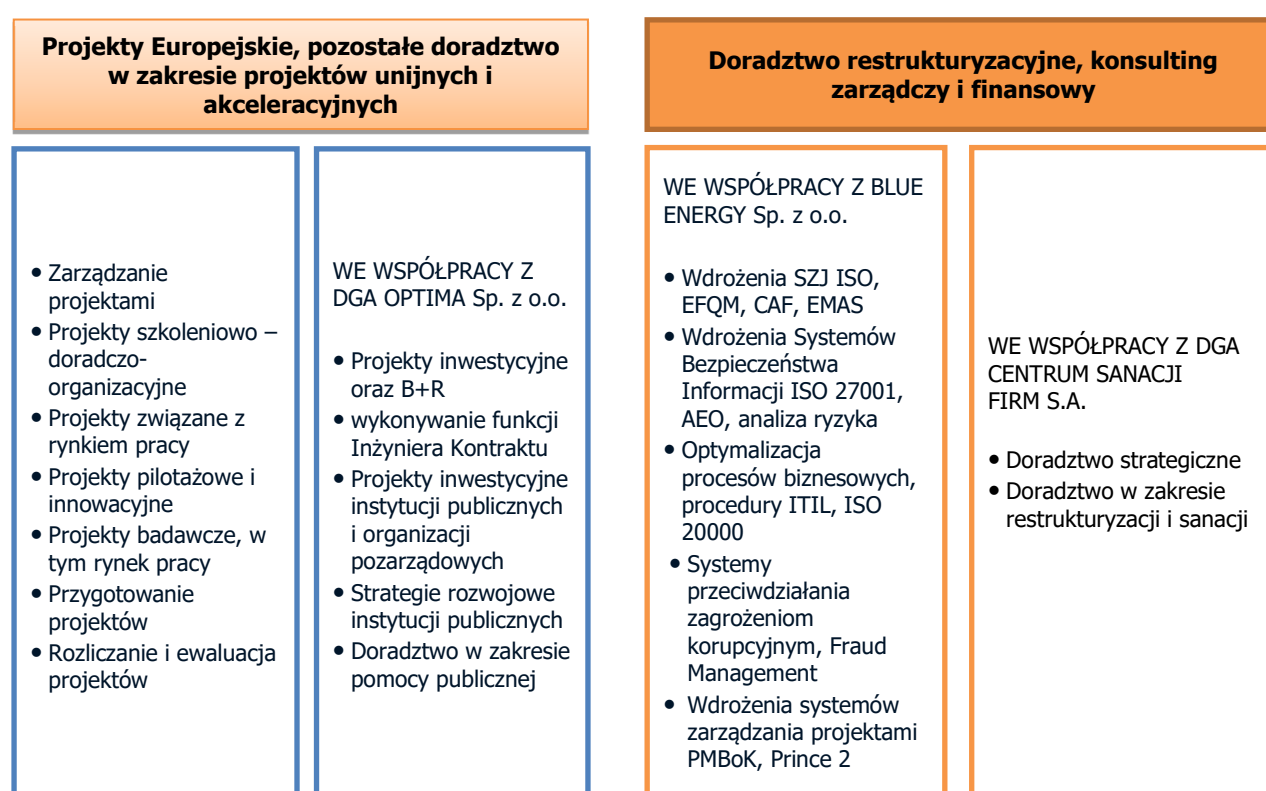 Projekty Europejskie, pozostałe doradztwo
w zakresie projektów unijnych i
akceleracyjnych
• Zarządzanie
projektami
• Projekty szkoleniowo –
doradczo-
organizacyjne
• Projekty związane z
rynkiem pracy
• Projekty pilotażowe i
innowacyjne
• Projekty badawcze, w
tym rynek pracy
• Przygotowanie
projektów
• Rozliczanie i ewaluacja
projektów
WE WSPÓŁPRACY Z
DGA OPTIMA Sp. z o.o.
• Projekty inwestycyjne
oraz B+R
• wykonywanie funkcji
Inżyniera Kontraktu
• Projekty inwestycyjne
instytucji publicznych
i organizacji
pozarządowych
• Strategie rozwojowe
instytucji publicznych
• Doradztwo w zakresie
pomocy publicznej
Doradztwo restrukturyzacyjne, konsulting
zarządczy i finansowy
WE WSPÓŁPRACY Z BLUE
ENERGY Sp. z o.o.
• Wdrożenia SZJ ISO,
EFQM, CAF, EMAS
• Wdrożenia Systemów
Bezpieczeństwa
Informacji ISO 27001,
AEO, analiza ryzyka
• Optymalizacja
procesów biznesowych,
procedury ITIL, ISO
20000
• Systemy
przeciwdziałania
zagrożeniom
korupcyjnym, Fraud
Management
• Wdrożenia systemów
zarządzania projektami
PMBoK, Prince 2
WE WSPÓŁPRACY Z DGA
CENTRUM SANACJI
FIRM S.A.
• Doradztwo strategiczne
• Doradztwo w zakresie
restrukturyzacji i sanacji